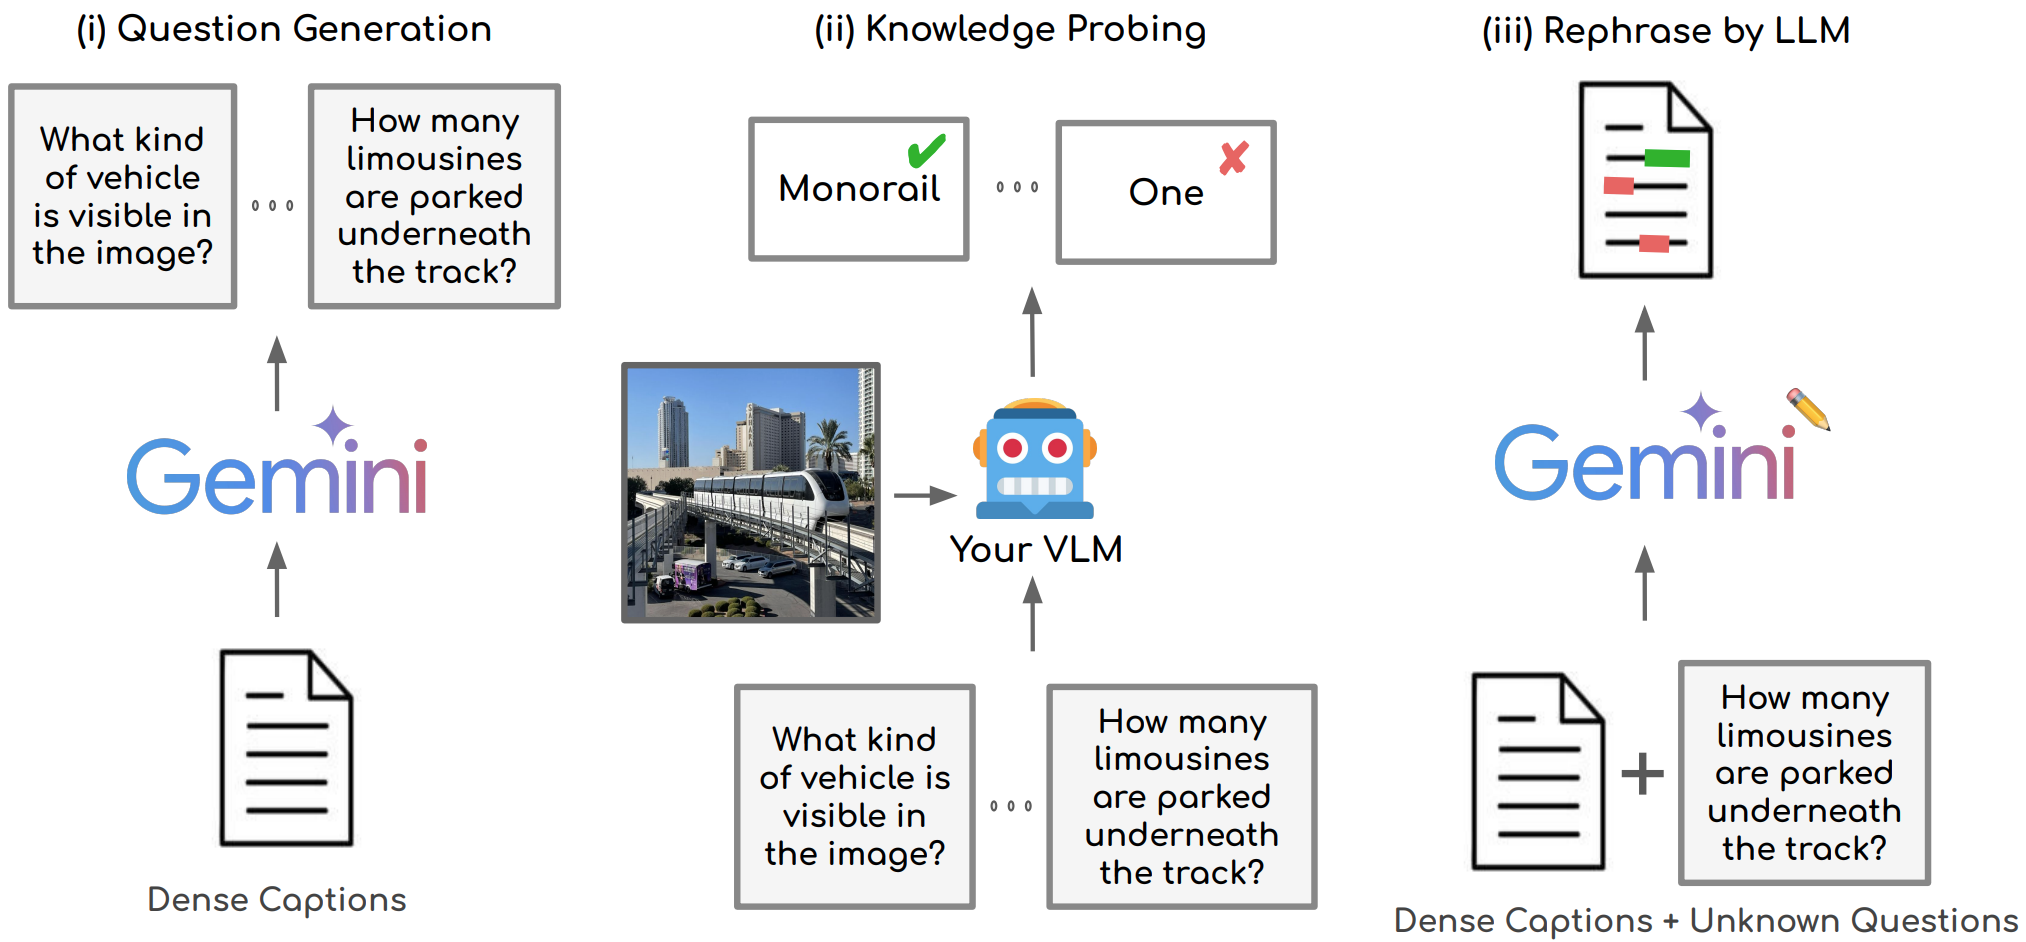 (i) Question Generation
What kind
of vehicle
is visible in
the image?
How many
limousines
are parked
underneath
the track?
Gemini
Dense Captions
(ii) Knowledge Probing
Monorail
One
Your VLM
What kind
of vehicle is
visible in
the image?
How many
limousines
are parked
underneath
the track?
(iii) Rephrase by LLM
Gemini
How many
limousines
are parked
underneath
the track?
Dense Captions + Unknown Questions